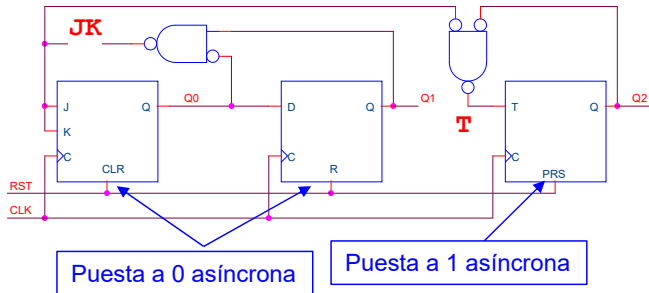 JK
T
J Q Q0 D Q Q1 T Q Q2
K
C C C
CLR R PRS
RST
CLK
Puesta a 0 asíncrona
Puesta a 1 asíncrona